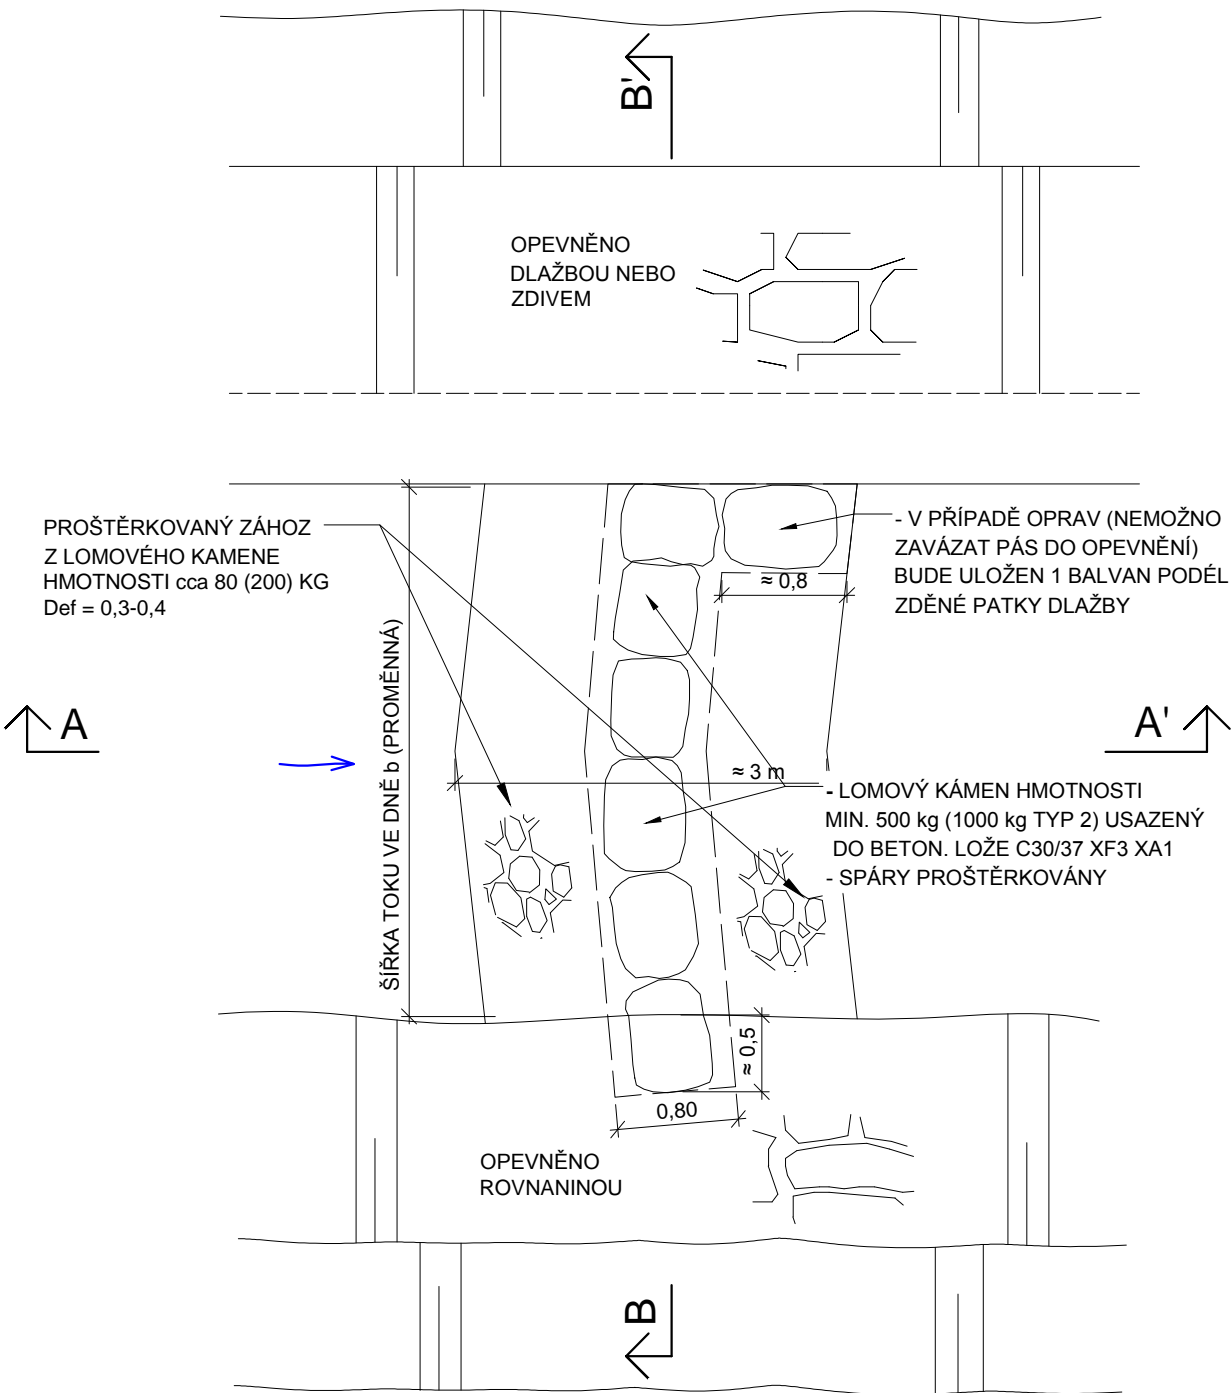 B'
OPEVNĚNO
DLAŽBOU NEBO
ZDIVEM
PROŠTĚRKOVANÝ ZÁHOZ
Z LOMOVÉHO KAMENE
HMOTNOSTI cca 80 (200) KG
Def = 0,3-0,4
- V PŘÍPADĚ OPRAV (NEMOŽNO
ZAVÁZAT PÁS DO OPEVNĚNÍ)
BUDE ULOŽEN 1 BALVAN PODÉL
ZDĚNÉ PATKY DLAŽBY
≈ 0,8
ŠÍŘKA TOKU VE DNĚ b (PROMĚNNÁ)
A
A'
≈ 3 m
- LOMOVÝ KÁMEN HMOTNOSTI
MIN. 500 kg (1000 kg TYP 2) USAZENÝ
DO BETON. LOŽE C30/37 XF3 XA1
- SPÁRY PROŠTĚRKOVÁNY
≈ 0,5
0,80
OPEVNĚNO
ROVNANINOU
B